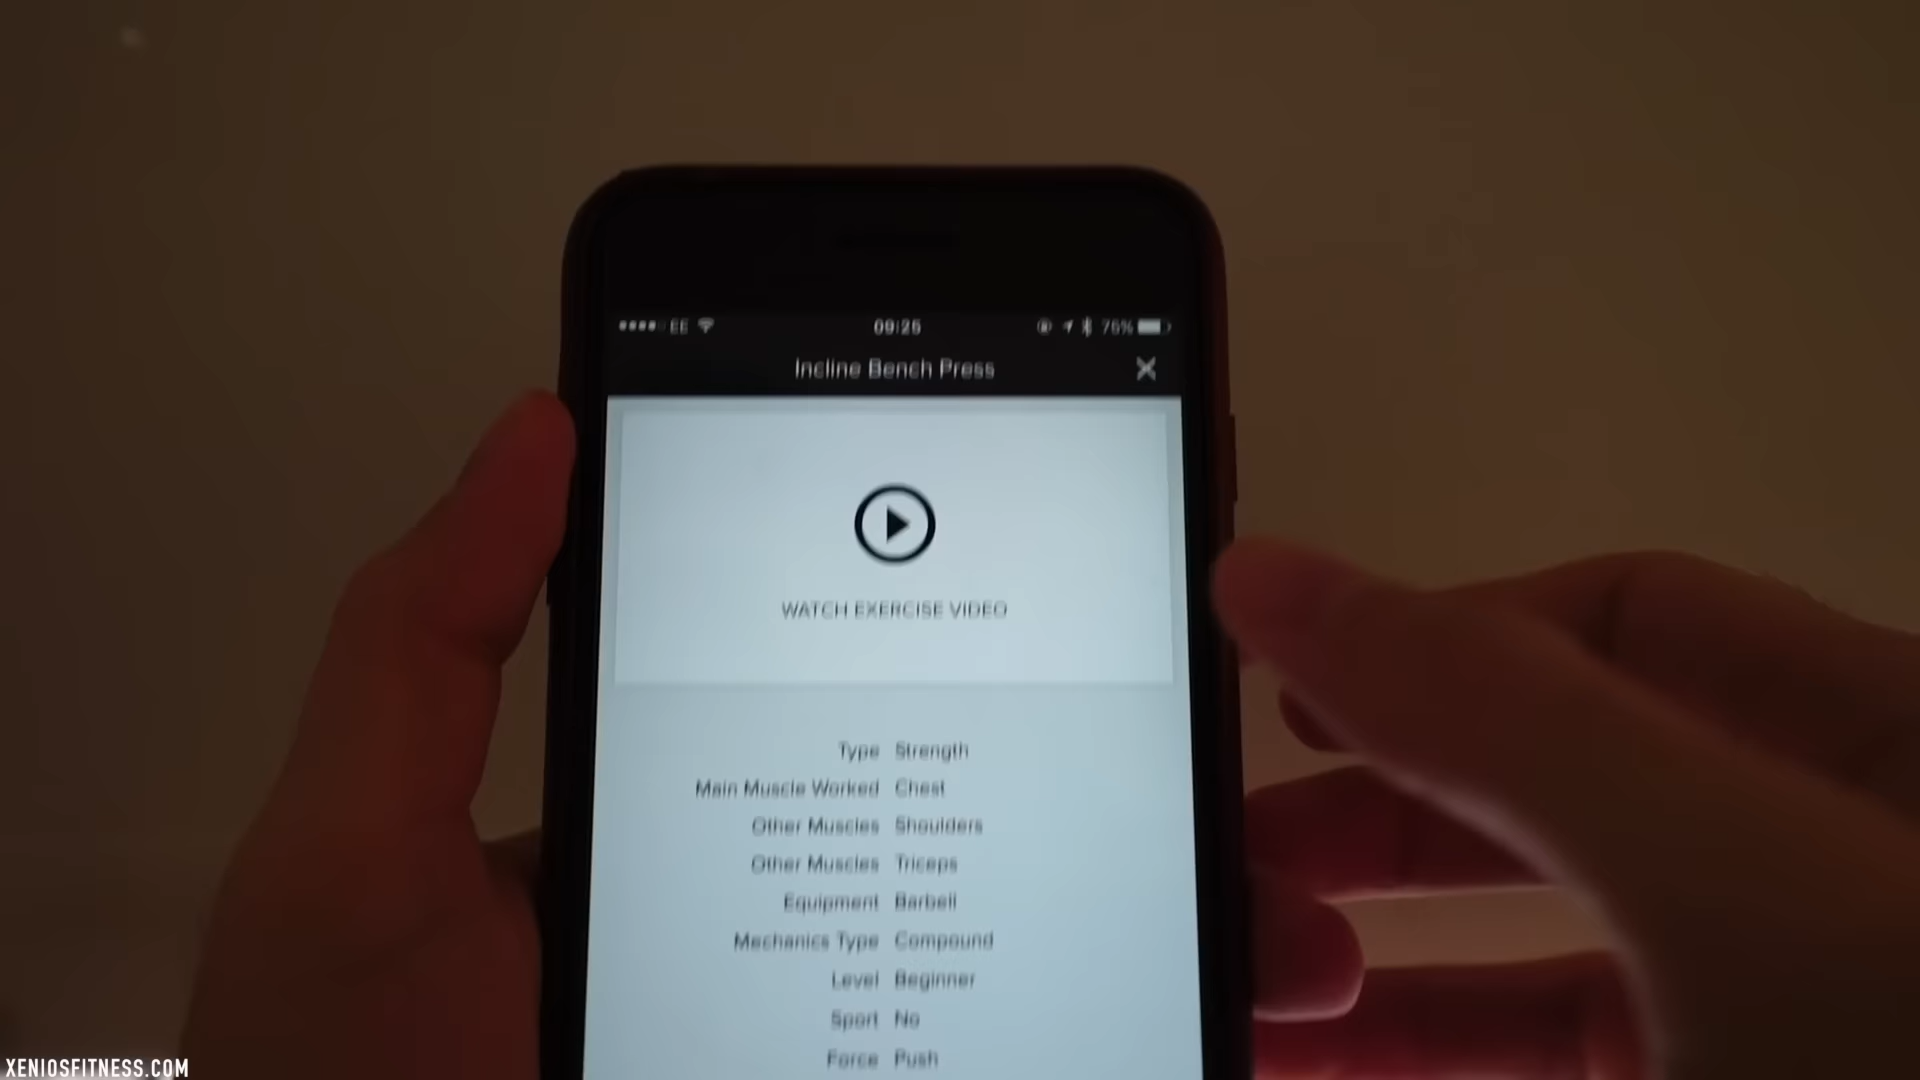 EE 09:25 75%
Incline Bench Press
WATCH EXERCISE VIDEO
Type Strength
Main Muscle Worked Chest
Other Muscles Shoulders
Other Muscles Triceps
Equipment Barbell
Mechanics Type Compound
Level Beginner
Sport No
Force Push
XENIOSFITNESS.COM